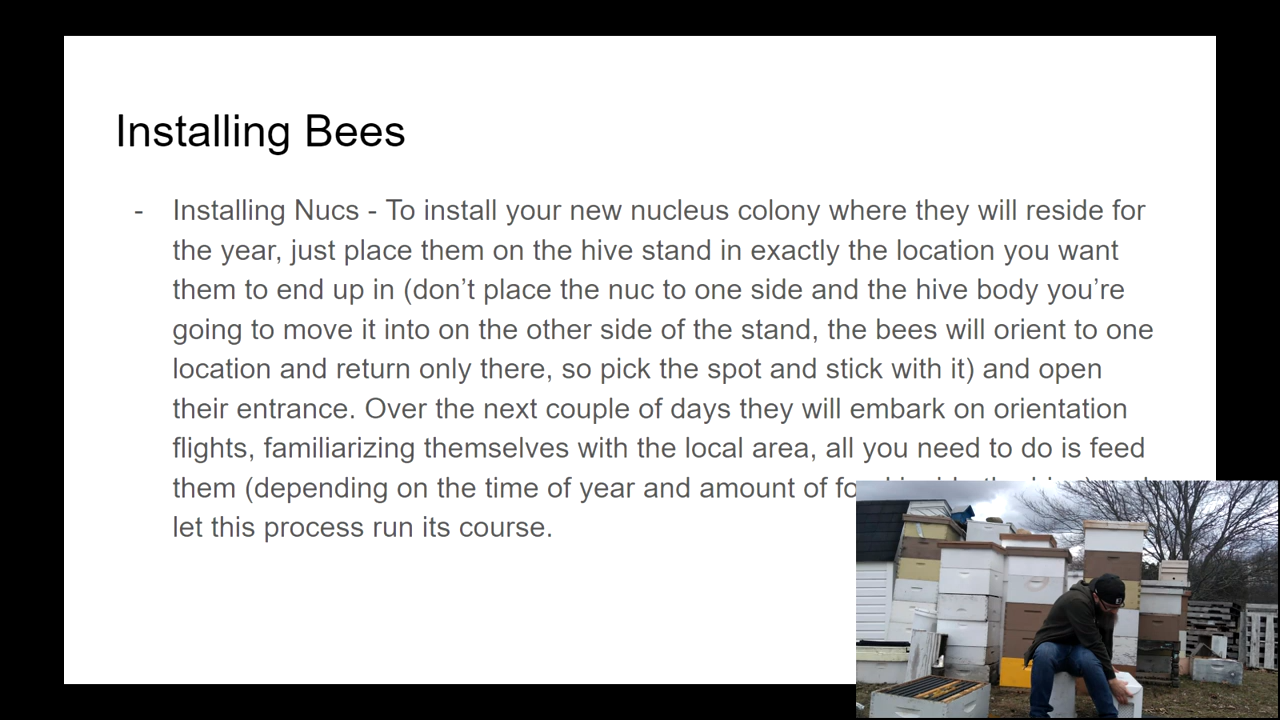 Installing Bees
- Installing Nucs - To install your new nucleus colony where they will reside for
the year, just place them on the hive stand in exactly the location you want
them to end up in (don’t place the nuc to one side and the hive body you’re
going to move it into on the other side of the stand, the bees will orient to one
location and return only there, so pick the spot and stick with it) and open
their entrance. Over the next couple of days they will embark on orientation
flights, familiarizing themselves with the local area, all you need to do is feed
them (depending on the time of year and amount of
let this process run its course.